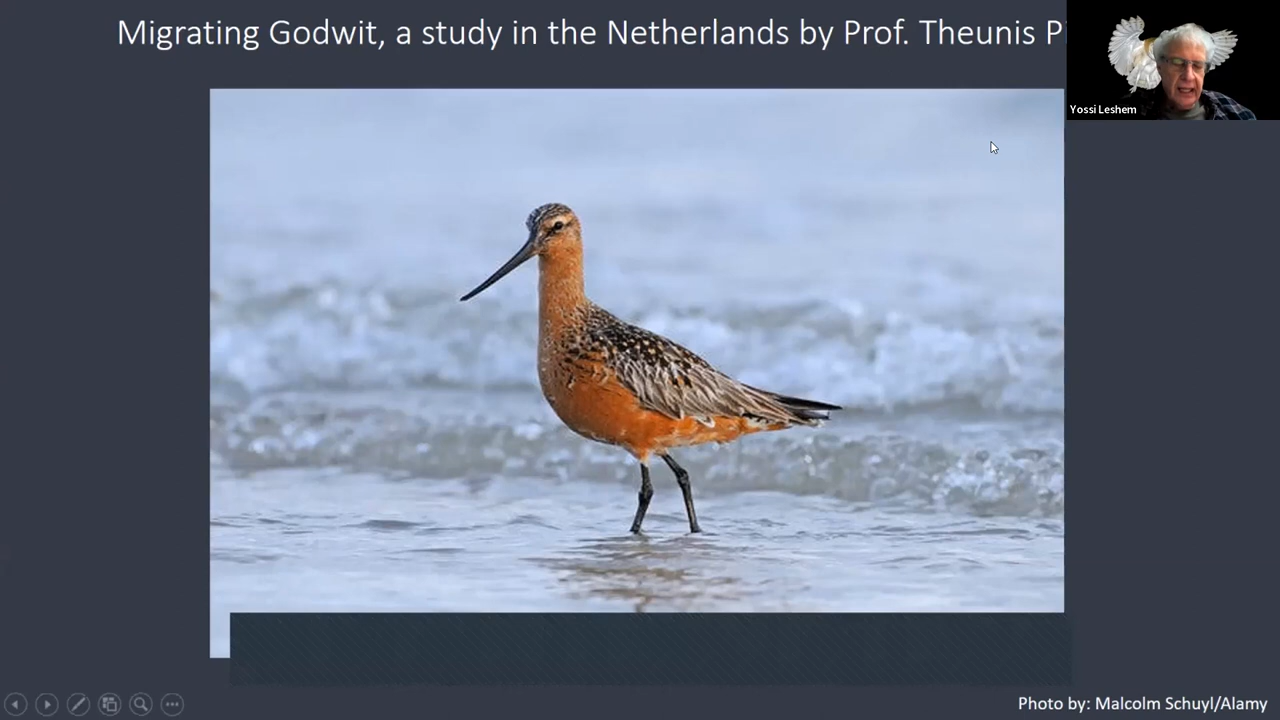 Migrating Godwit, a study in the Netherlands by Prof. Theunis
Yossi Leshem
Photo by: Malcolm Schuyl/Alamy